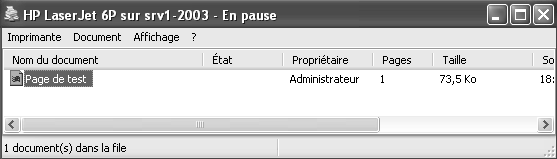 HP LaserJet 6P sur srv1-2003 - En pause
Imprimante Document Affichage ?
Nom du document État Propriétaire Pages Taille So
Page de test Administrateur 1 73,5 Ko 18:
1 document(s) dans la file